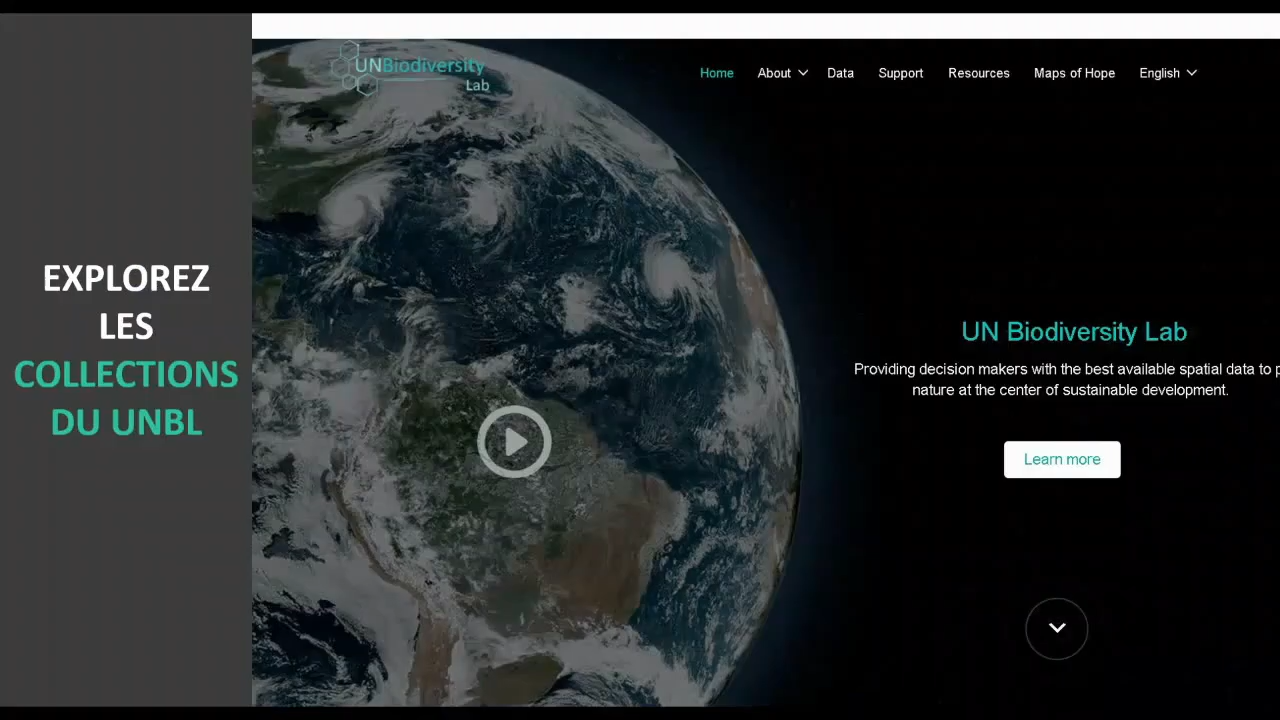 EXPLOREZ
LES
COLLECTIONS
DU UNBL
UNBiodiversity
Lab
Home About Data Support Resources Maps of Hope English
UN Biodiversity Lab
Providing decision makers with the best available spatial data to p
nature at the center of sustainable development.
Learn more